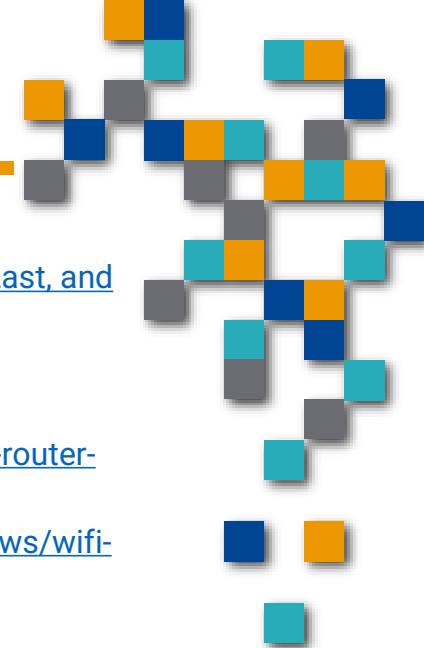 ast, and
-router-
ws/wifi-